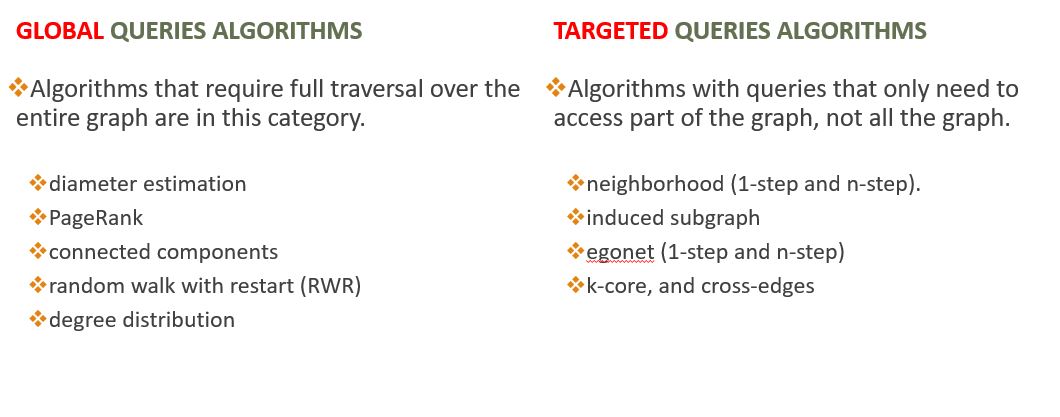 GLOBAL QUERIES ALGORITHMS
❖Algorithms that require full traversal over the
entire graph are in this category.
❖diameter estimation
❖PageRank
❖connected components
❖random walk with restart (RWR)
❖degree distribution
TARGETED QUERIES ALGORITHMS
❖Algorithms with queries that only need to
access part of the graph, not all the graph.
❖neighborhood (1-step and n-step).
❖induced subgraph
❖egonet (1-step and n-step)
❖k-core, and cross-edges